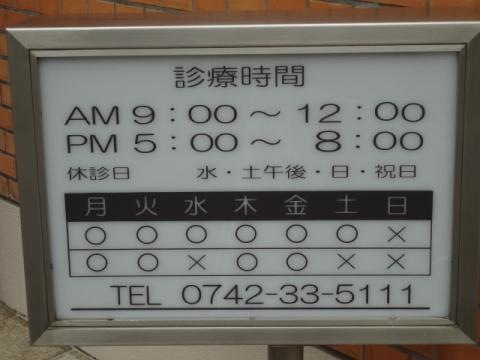 診療時間
AM 9：00～12：00
PM 5：00～ 8：00
休診日 水・土午後・日・祝日
月 火 水 木 金 土 日
○ ○ ○ ○ ○ ○ ×
○ ○ × ○ ○ × ×
TEL 0742-33-5111